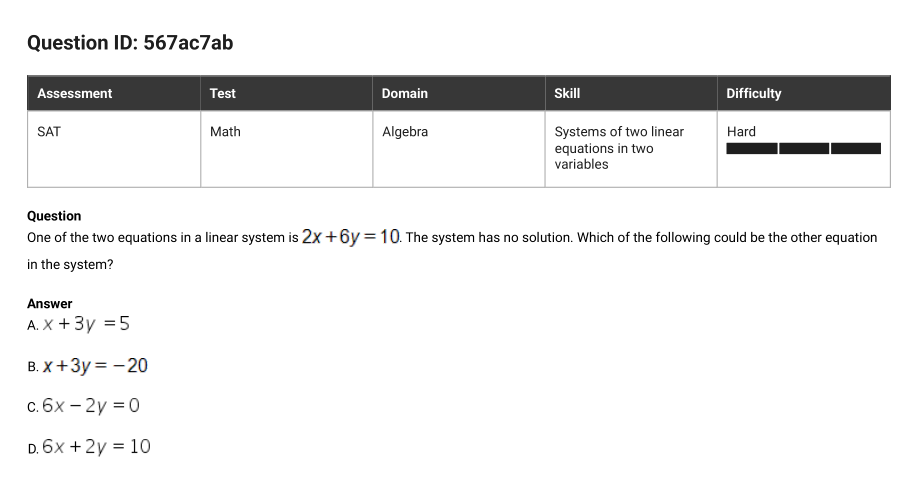 Question ID: 567ac7ab
Assessment Test Domain Skill Difficulty
SAT Math Algebra Systems of two linear equations in two variables Hard
Question
One of the two equations in a linear system is 2x + 6y = 10. The system has no solution. Which of the following could be the other equation
in the system?
Answer
A. x + 3y = 5
B. x + 3y = −20
C. 6x − 2y = 0
D. 6x + 2y = 10